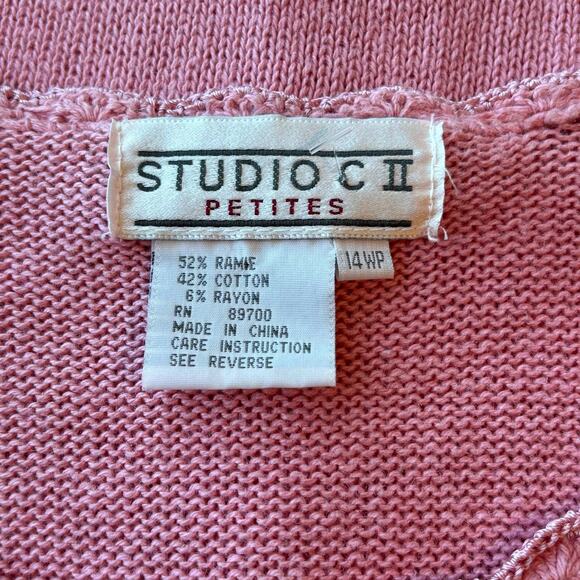 STUDIO C II
PETITES
14WP
52% RAMIE
42% COTTON
6% RAYON
RN 89700
MADE IN CHINA
CARE INSTRUCTION
SEE REVERSE